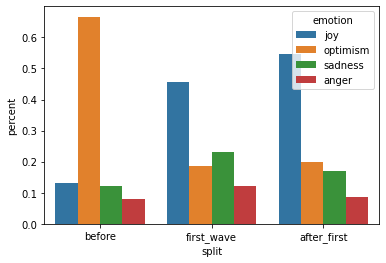 emotion
joy
optimism
sadness
anger
percent
0.6
0.5
0.4
0.3
0.2
0.1
0.0
before first_wave after_first
split